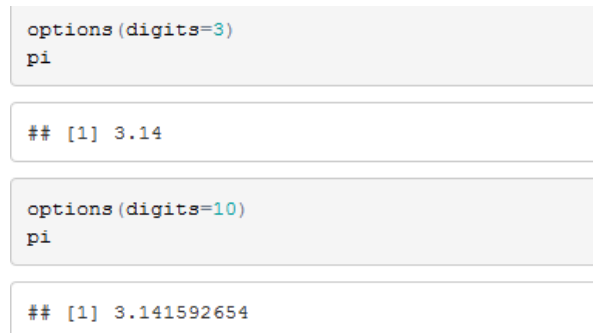 options(digits=3)
pi
## [1] 3.14
options(digits=10)
pi
## [1] 3.141592654